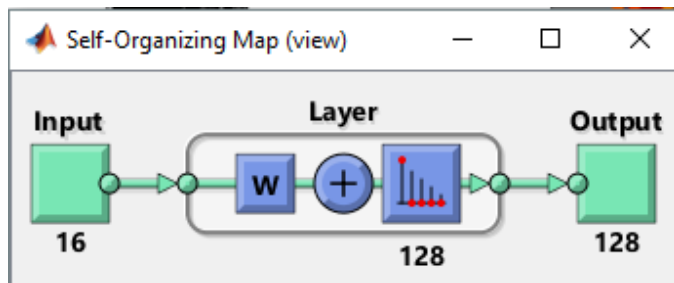 Self-Organizing Map (view)
Layer
Input
Output
W
+
16
128
128